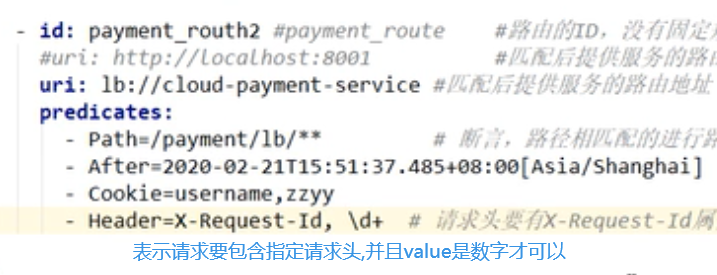 - id: payment_routh2 #payment_route #路由的ID，没有固定
#uri: http://localhost:8001 #匹配后提供服务的路由
uri: lb://cloud-payment-service #匹配后提供服务的路由地址
predicates:
- Path=/payment/lb/** # 断言，路径相匹配的进行路
- After=2020-02-21T15:51:37.485+08:00[Asia/Shanghai]
- Cookie=username,zzyy
- Header=X-Request-Id, \d+ # 请求头要有X-Request-Id属
表示请求要包含指定请求头,并且value是数字才可以